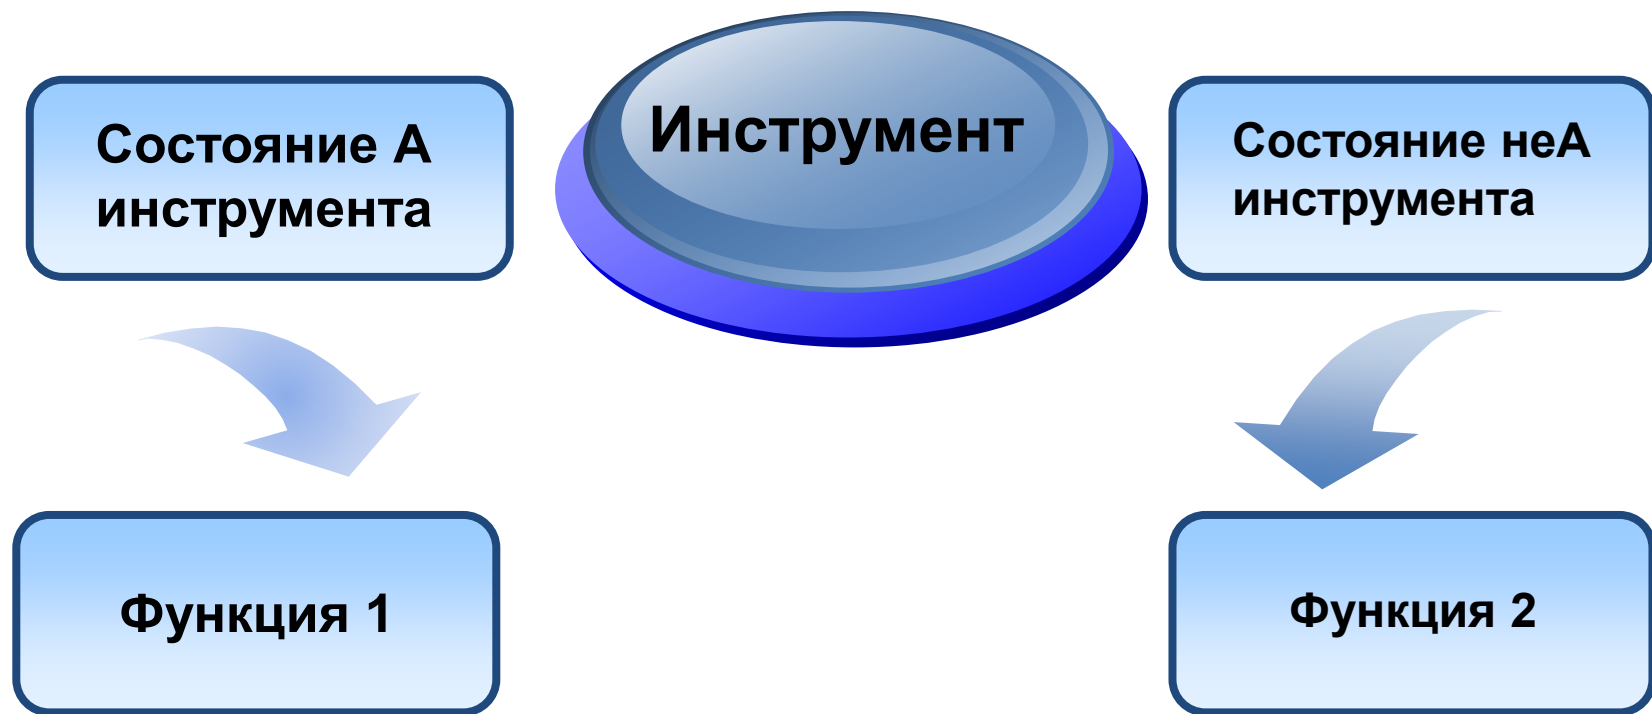 Инструмент
Состояние А
инструмента
Состояние неА
инструмента
Функция 1
Функция 2